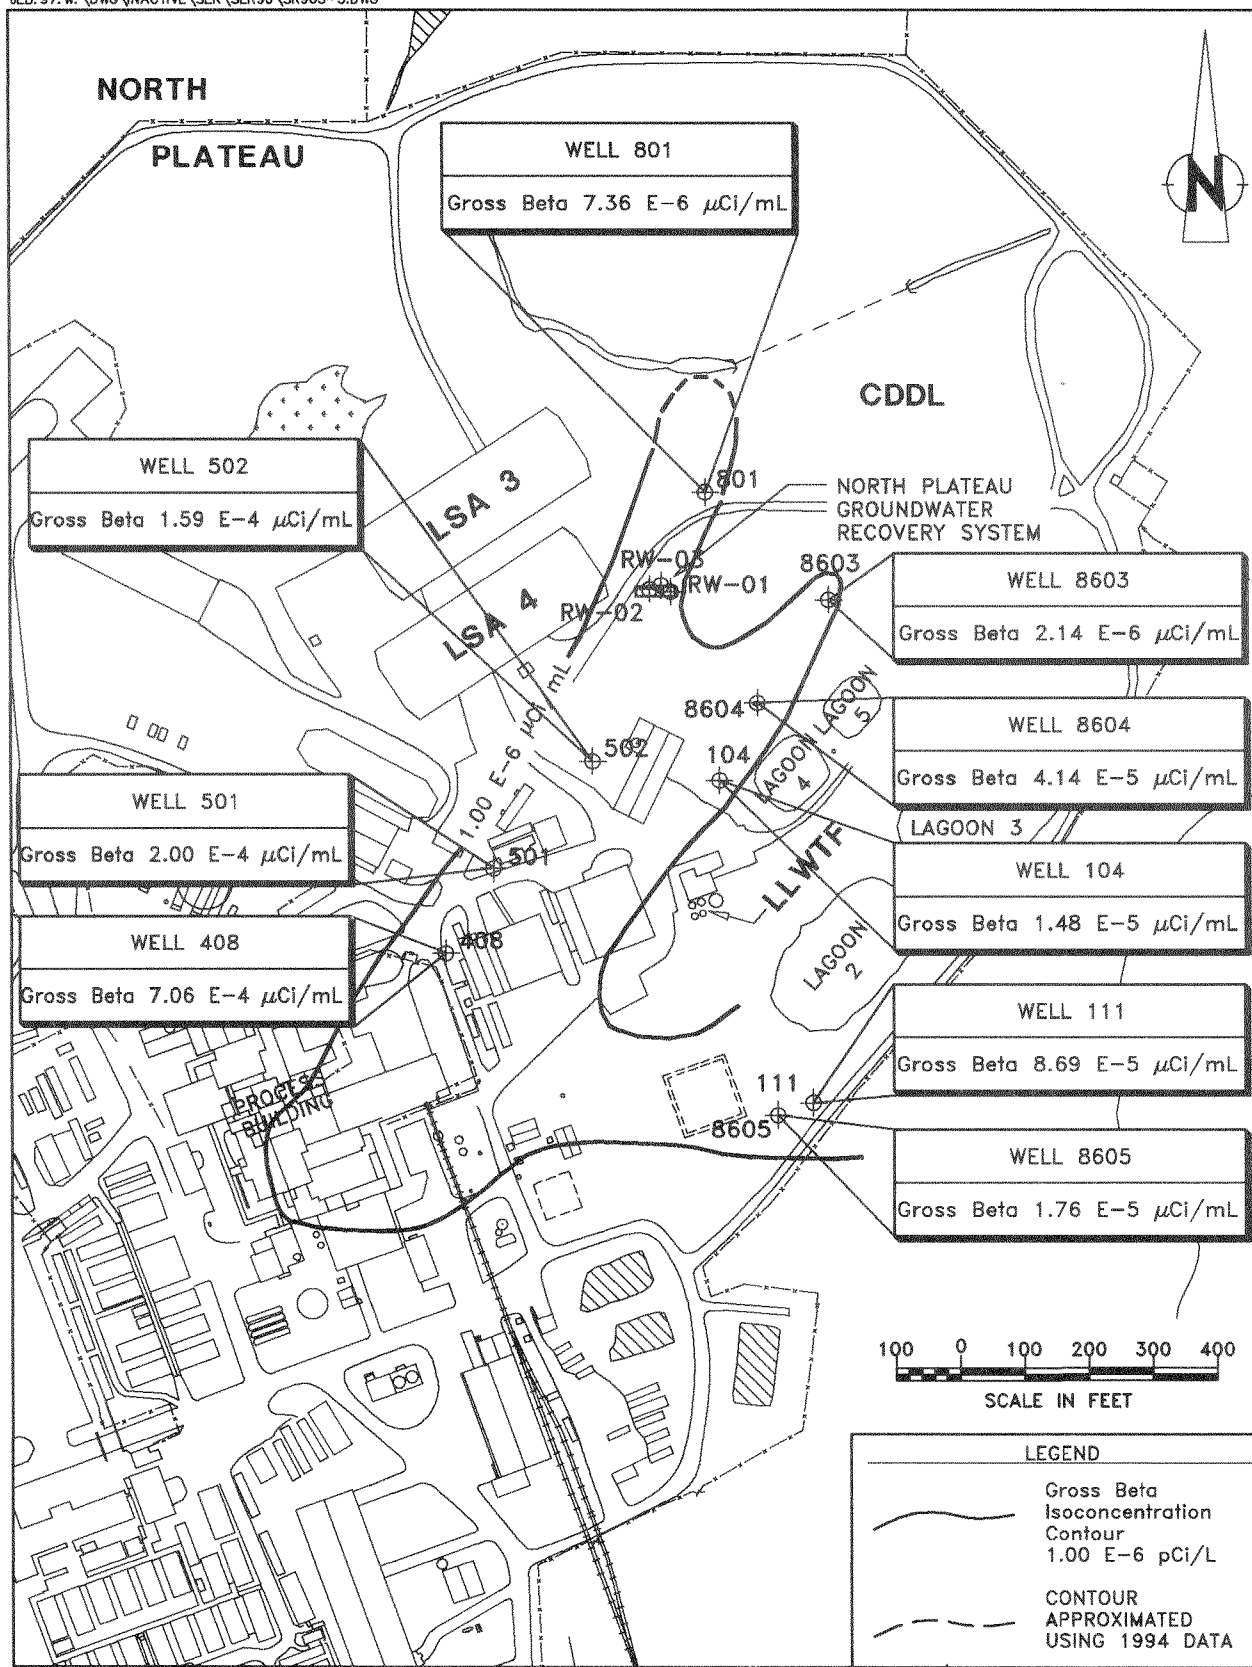 NORTH
PLATEAU
N
WELL 801
Gross Beta 7.36 E-6 μCi/mL
CDDL
WELL 502
Gross Beta 1.59 E-4 μCi/mL
LSA 3
801
NORTH PLATEAU
GROUNDWATER
RECOVERY SYSTEM
RW-03
RW-01
RW-02
8603
WELL 8603
Gross Beta 2.14 E-6 μCi/mL
LSA 4
1.00 E-6 μCi mL
8604
LAGOON
5
WELL 8604
Gross Beta 4.14 E-5 μCi/mL
502
104
LAGOON
4
WELL 501
Gross Beta 2.00 E-4 μCi/mL
LAGOON 3
501
LLWTF
WELL 104
Gross Beta 1.48 E-5 μCi/mL
WELL 408
Gross Beta 7.06 E-4 μCi/mL
408
LAGOON
2
WELL 111
Gross Beta 8.69 E-5 μCi/mL
PROCESS
BUILDING
111
8605
WELL 8605
Gross Beta 1.76 E-5 μCi/mL
100 0 100 200 300 400
SCALE IN FEET
LEGEND
Gross Beta
Isoconcentration
Contour
1.00 E-6 pCi/L
CONTOUR
APPROXIMATED
USING 1994 DATA